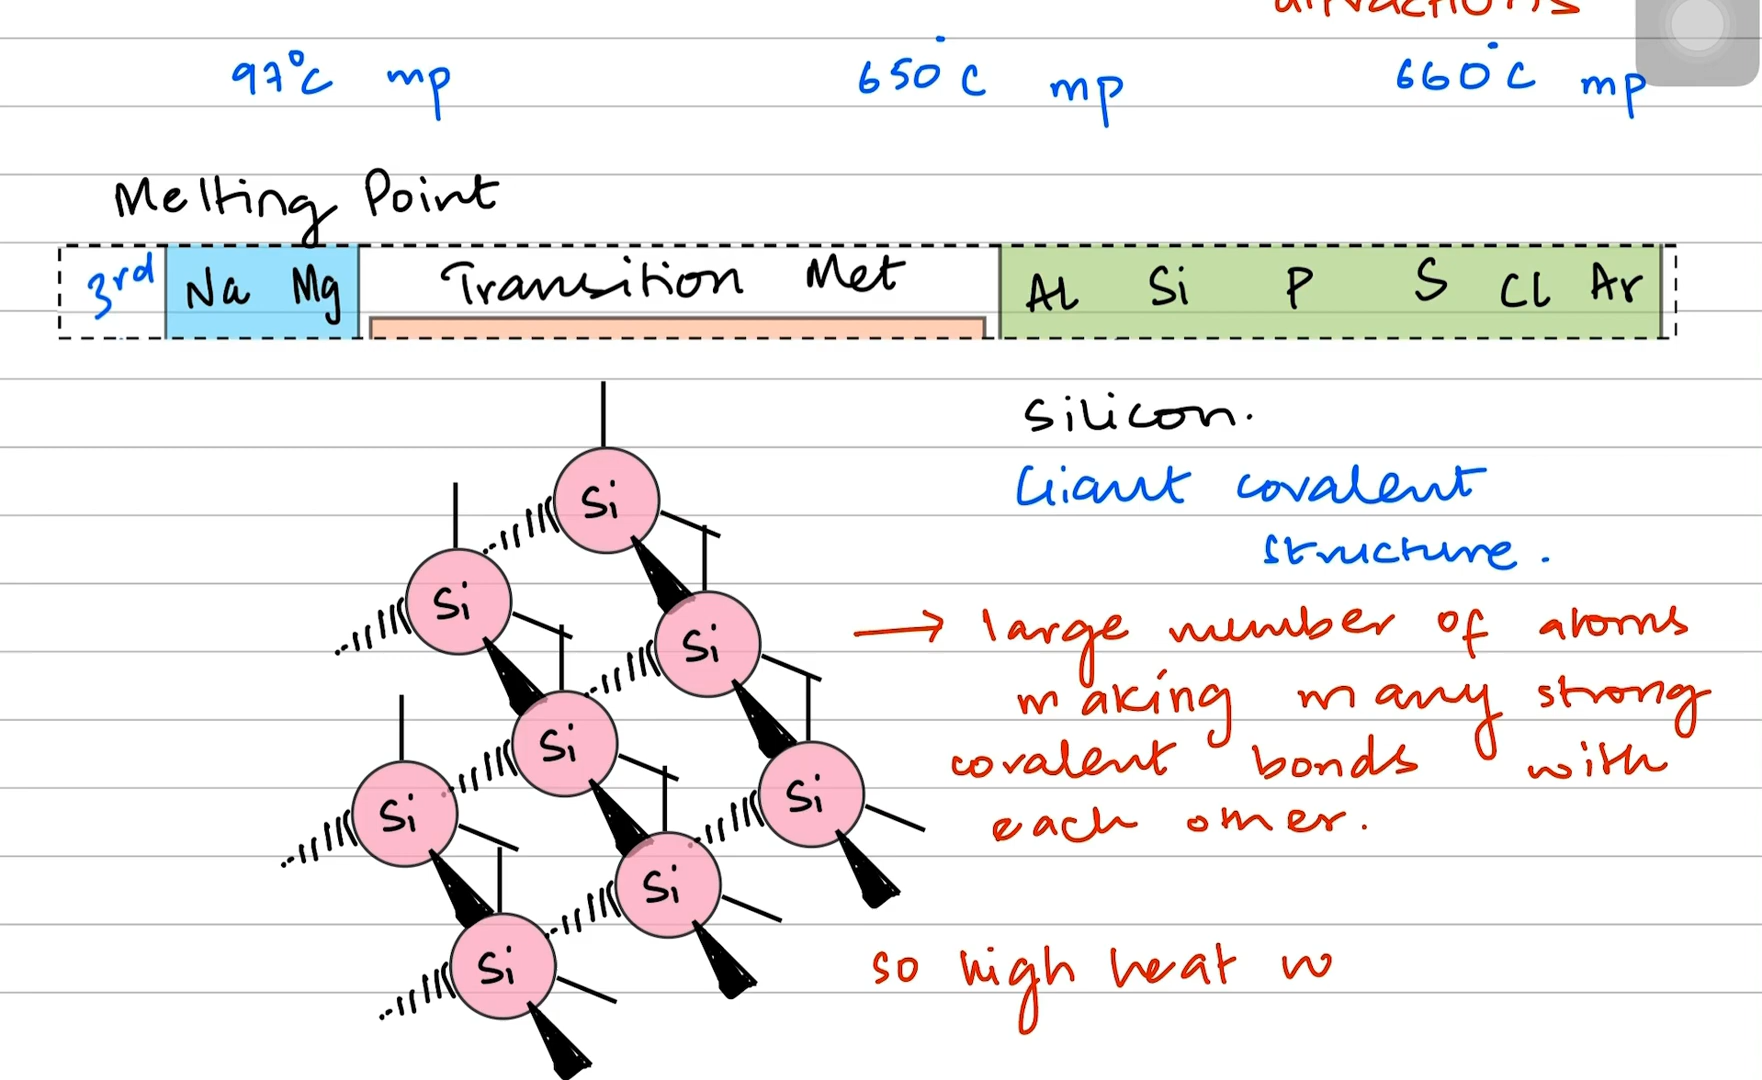 attractions
97°C mp 650°C mp 660°C mp
Melting Point
3rd Na Mg Transition Met Al Si P S Cl Ar
Silicon.
Giant covalent
structure.
→ large number of atoms
making many strong
covalent bonds with
each other.
so high heat w
Si
Si
Si
Si
Si
Si
Si
Si